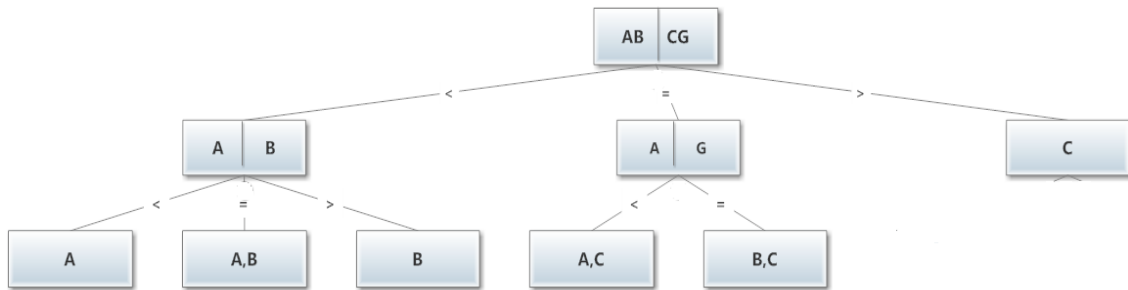 AB CG
< = >
A B
A G
C
< = >
< =
A
A,B
B
A,C
B,C